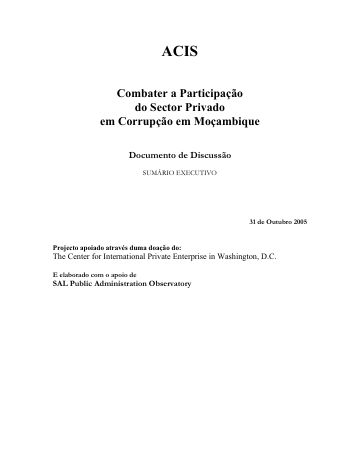 ACIS
Combater a Participação
do Sector Privado
em Corrupção em Moçambique
Documento de Discussão
SUMÁRIO EXECUTIVO
31 de Outubro 2005
Projecto apoiado através duma doação do:
The Center for International Private Enterprise in Washington, D.C.
E elaborado com o apoio de
SAL Public Administration Observatory